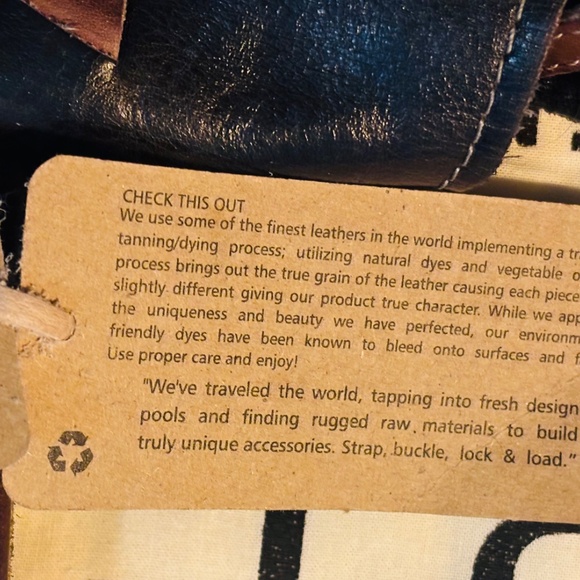 CHECK THIS OUT
We use some of the finest leathers in the world implementing a
tanning/dying process; utilizing natural dyes and vegetable
process brings out the true grain of the leather causing each piece
slightly different giving our product true character. While we
the uniqueness and beauty we have perfected, our
friendly dyes have been known to bleed onto surfaces and
Use proper care and enjoy!
"We've traveled the world, tapping into fresh design
pools and finding rugged raw materials to build
truly unique accessories. Strap, buckle, lock & load."